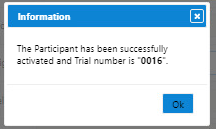 Information
The Participant has been successfully
activated and Trial number is "0016".
Ok